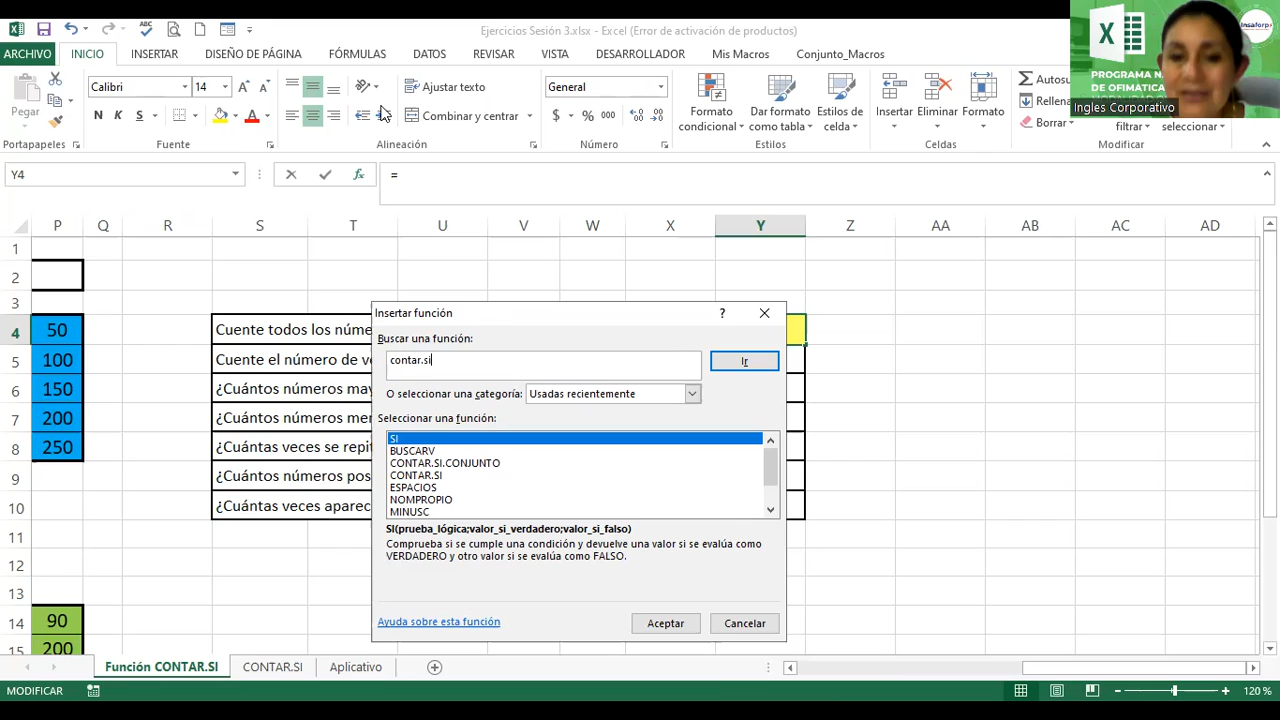 Ejercicios Sesión 3.xlsx - Excel (Error de activación de productos)
ARCHIVO INICIO INSERTAR DISEÑO DE PÁGINA FÓRMULAS DATOS REVISAR VISTA DESARROLLADOR Mis Macros Conjunto_Macros
Insaforp
PROGRAMA NA
DE OFIMÁTICA
Ingles Corporativo
Pegar
Calibri 14
N K S
Ajustar texto
Combinar y centrar
General
$ % 000
Formato condicional
Dar formato como tabla
Estilos de celda
Insertar
Eliminar
Formato
Autosu
Rellena
Borrar
filtrar
seleccionar
Portapapeles Fuente Alineación Número Estilos Celdas Modificar
Y4 fx =
P Q R S T U V W X Y Z AA AB AC AD
1
2
3
4 50 Cuente todos los núme
5 100 Cuente el número de v
6 150 ¿Cuántos números may
7 200 ¿Cuántos números men
8 250 ¿Cuántas veces se repit
9 ¿Cuántos números pos
10 ¿Cuántas veces aparec
11
12
13
14 90
15 200
Insertar función ?
Buscar una función:
contar.si
Ir
O seleccionar una categoría: Usadas recientemente
Seleccionar una función:
SI
BUSCARV
CONTAR.SI.CONJUNTO
CONTAR.SI
ESPACIOS
NOMPROPIO
MINUSC
SI(prueba_lógica;valor_si_verdadero;valor_si_falso)
Comprueba si se cumple una condición y devuelve una valor si se evalúa como
VERDADERO y otro valor si se evalúa como FALSO.
Ayuda sobre esta función
Aceptar
Cancelar
Función CONTAR.SI CONTAR.SI Aplicativo
MODIFICAR
120 %